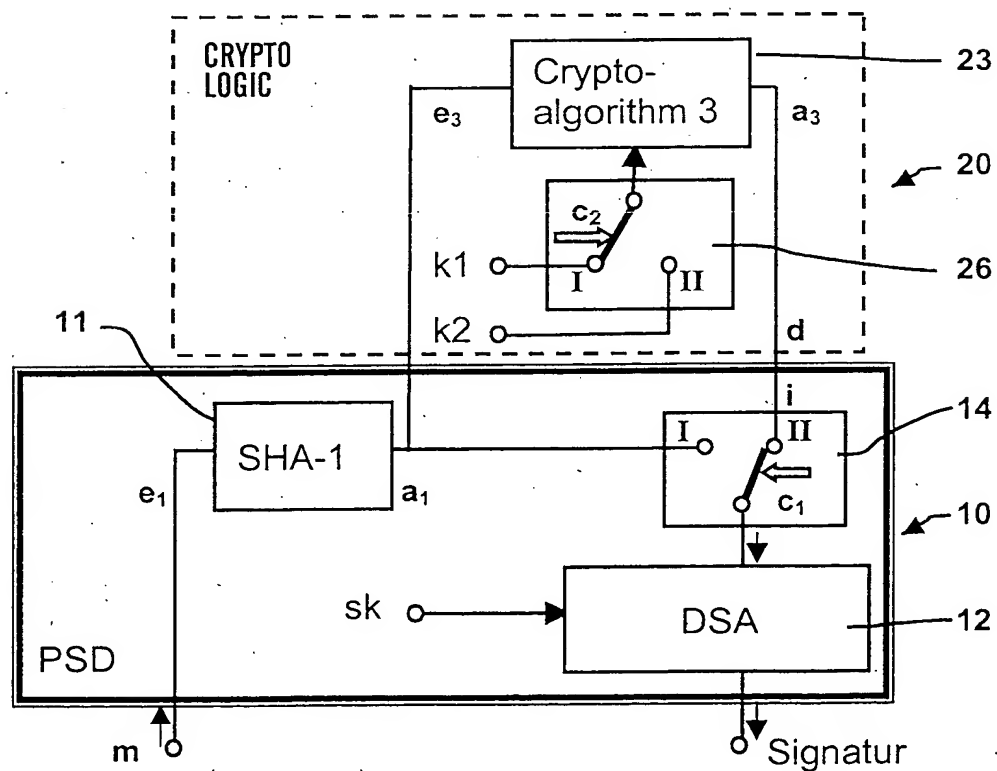 CRYPTO
LOGIC
Crypto-
algorithm 3
23
e₃
a₃
20
c₂
k1
I
II
26
k2
11
d
i
14
SHA-1
I
II
e₁
a₁
c₁
10
sk
DSA
12
PSD
m
Signatur